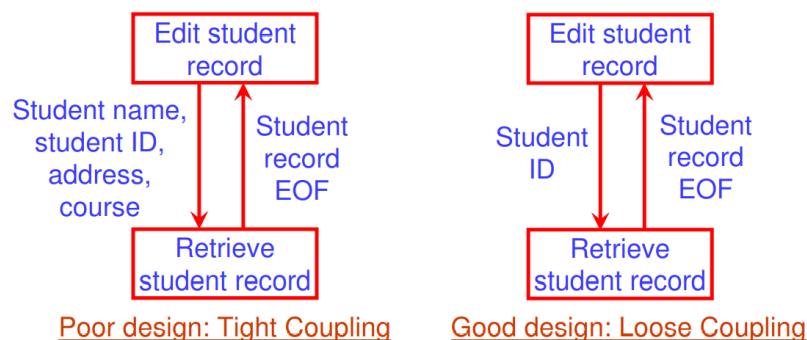 Edit student
record
Student name,
student ID,
address,
course
Student
record
EOF
Retrieve
student record
Poor design: Tight Coupling
Edit student
record
Student
ID
Student
record
EOF
Retrieve
student record
Good design: Loose Coupling